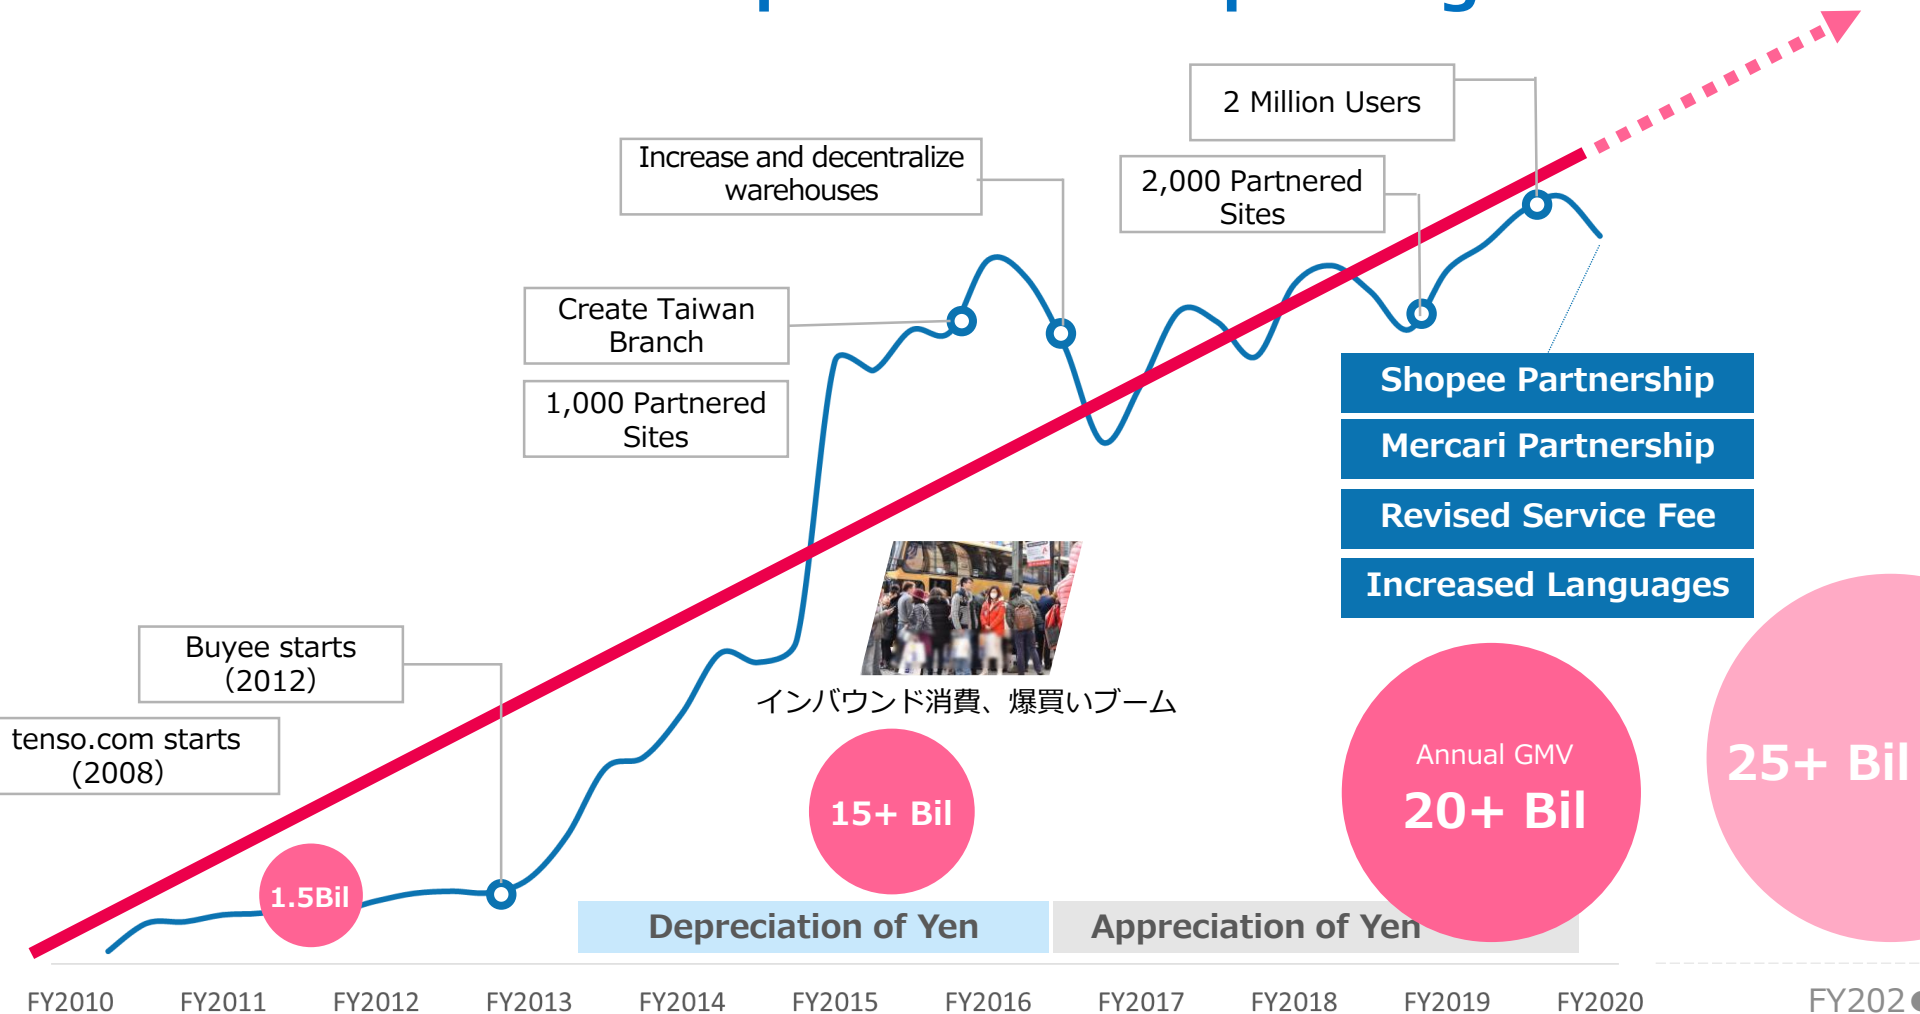 2 Million Users
Increase and decentralize
warehouses
2,000 Partnered
Sites
Create Taiwan
Branch
1,000 Partnered
Sites
Shopee Partnership
Mercari Partnership
Revised Service Fee
Increased Languages
Buyee starts
（2012）
tenso.com starts
(2008）
インバウンド消費、爆買いブーム
1.5Bil
15+ Bil
Annual GMV
20+ Bil
25+ Bil
Depreciation of Yen
Appreciation of Yen
FY2010
FY2011
FY2012
FY2013
FY2014
FY2015
FY2016
FY2017
FY2018
FY2019
FY2020
FY202